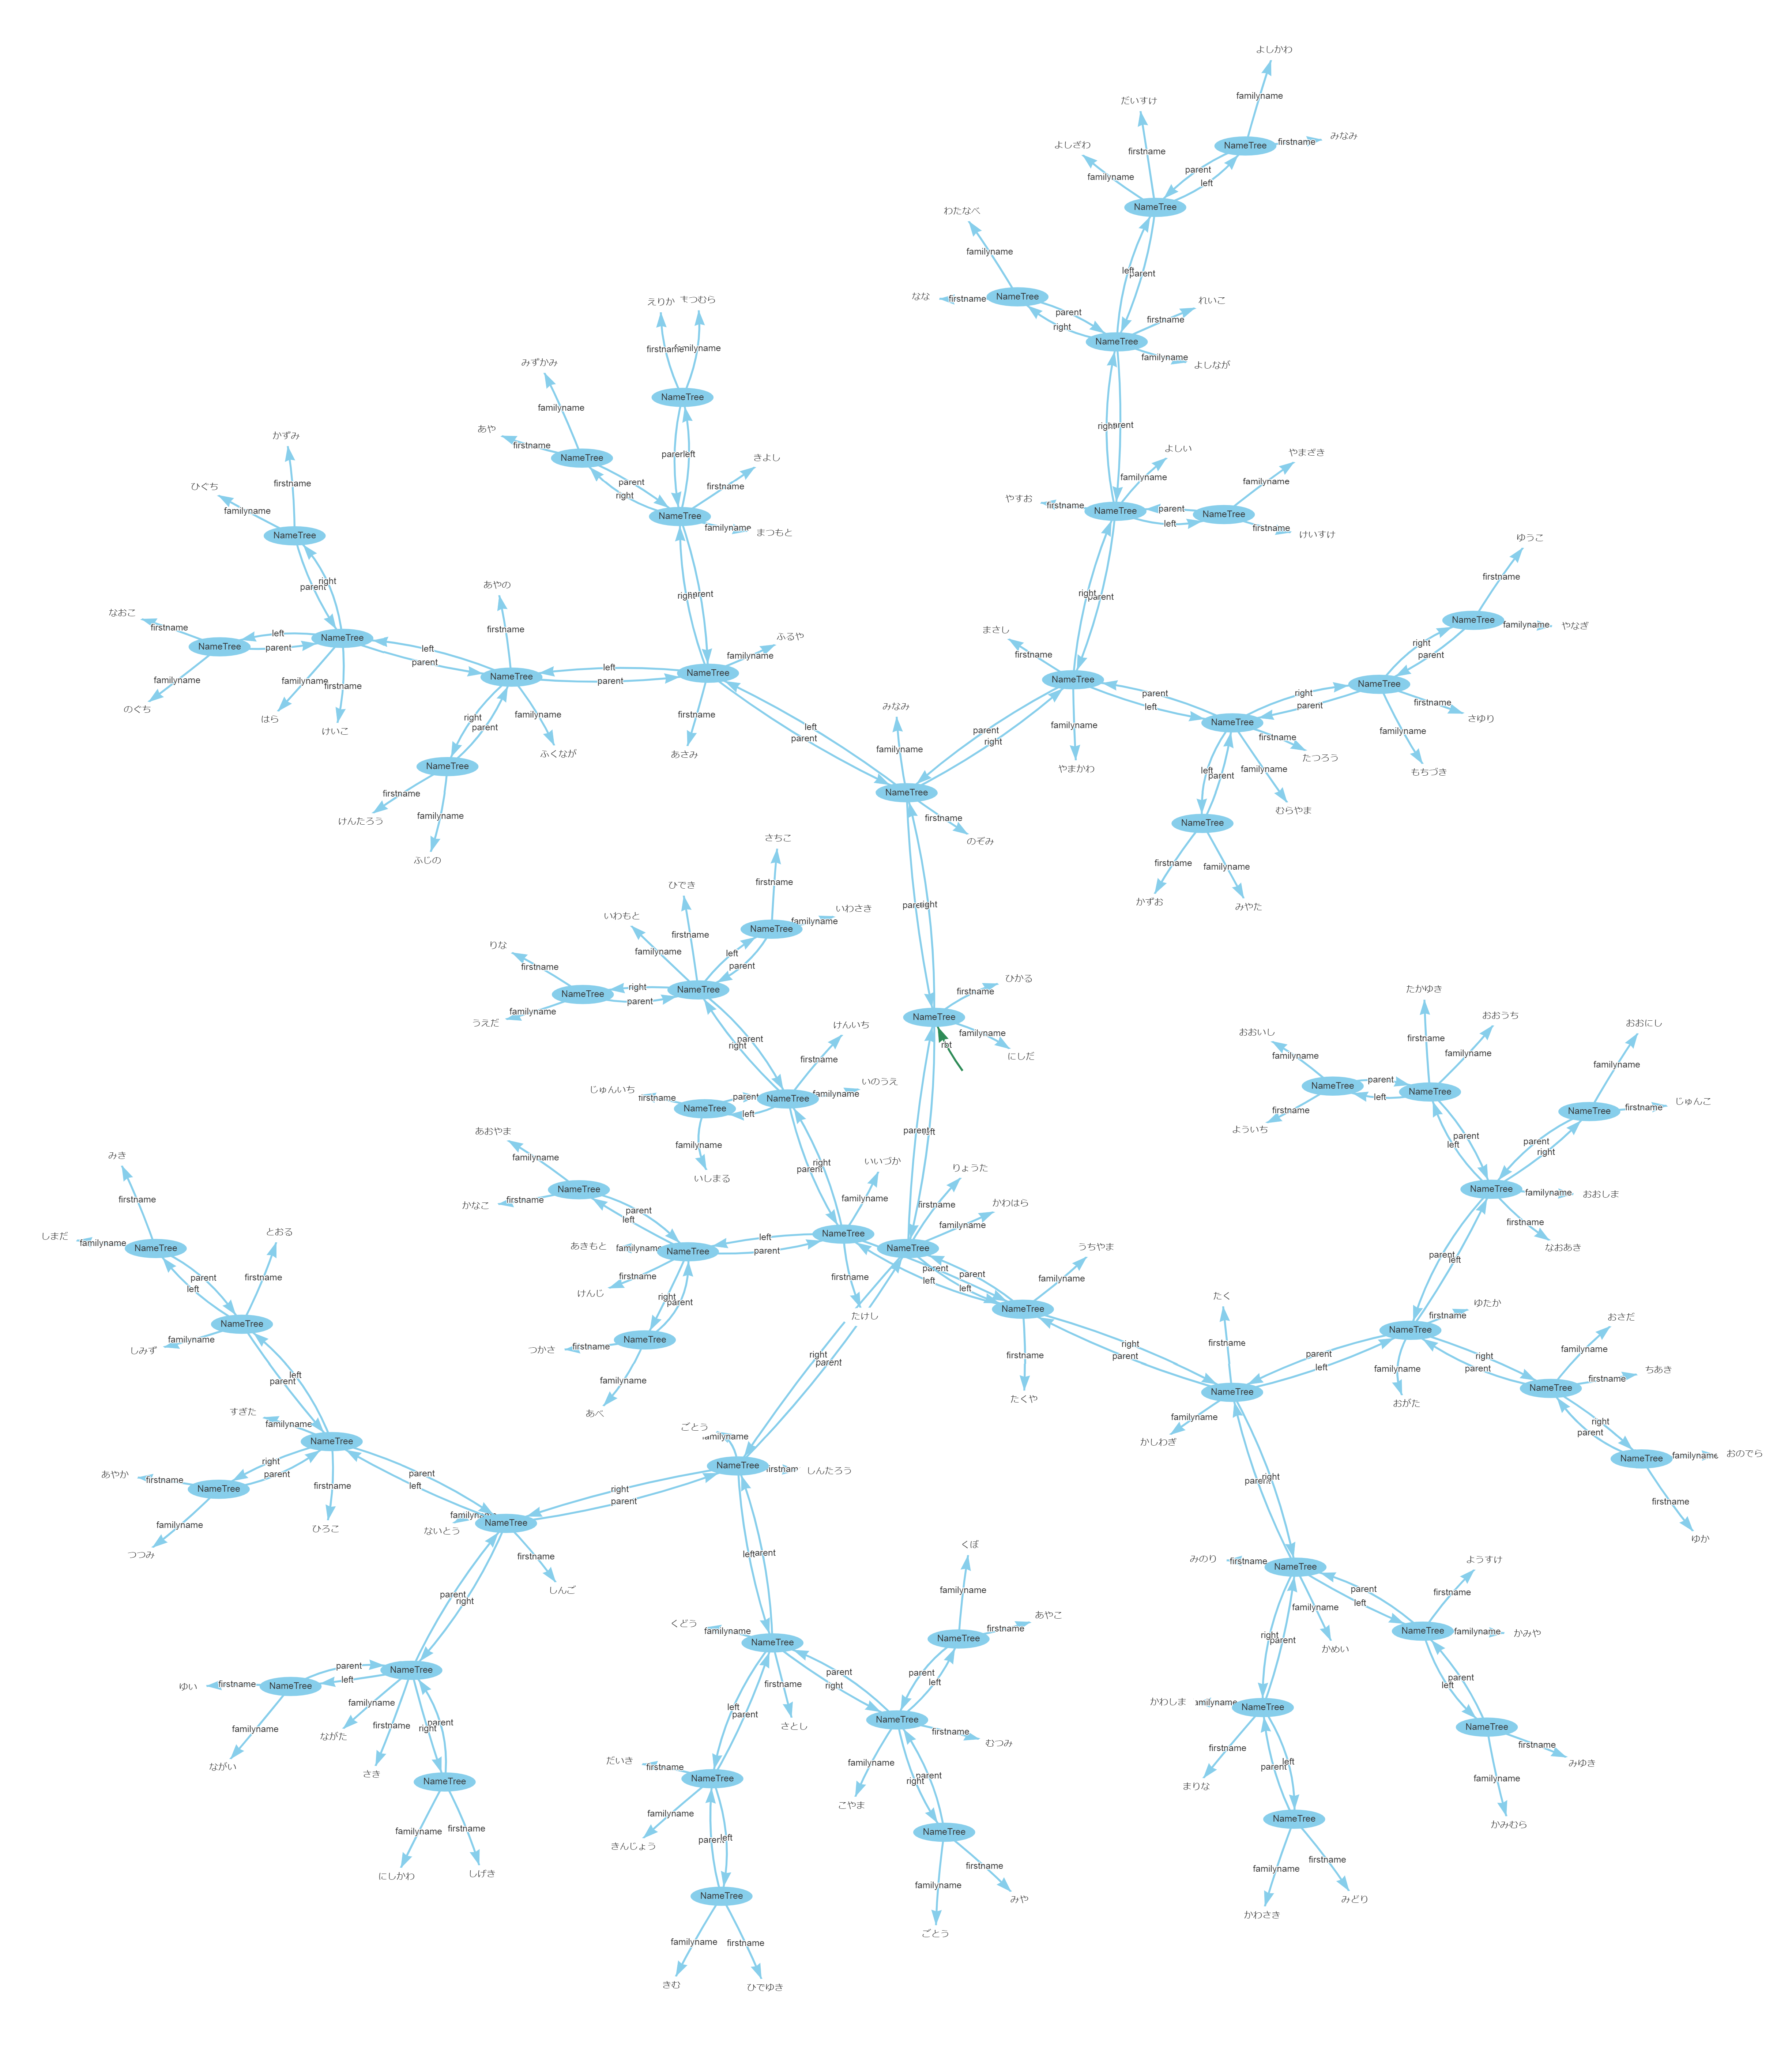 よしかわ
familyname
だいすけ
NameTree
firstname
みなみ
よしざわ
firstname
familyname
parent
left
NameTree
わたなべ
familyname
なな
firstname
NameTree
left
parent
れいこ
firstname
parent
right
NameTree
familyname
よしなが
えりか
まつむら
firstname
familyname
みずかみ
familyname
NameTree
あや
firstname
NameTree
parent
left
parent
right
きよし
firstname
NameTree
familyname
まつもと
right
parent
よしい
familyname
やすお
firstname
NameTree
parent
left
やまざき
familyname
NameTree
firstname
けいすけ
かずみ
firstname
ひぐち
familyname
NameTree
right
parent
なおこ
firstname
NameTree
left
parent
NameTree
familyname
のぐち
familyname
はら
firstname
けいこ
left
parent
あやの
firstname
NameTree
right
parent
familyname
ふくなが
NameTree
firstname
けんたろう
familyname
ふじの
left
parent
right
parent
NameTree
familyname
ふるや
firstname
あさみ
left
parent
みなみ
familyname
NameTree
firstname
のぞみ
right
parent
まさし
firstname
NameTree
familyname
やまかわ
right
parent
parent
left
NameTree
firstname
たつろう
familyname
むらやま
right
parent
ゆうこ
firstname
NameTree
familyname
やなぎ
right
parent
NameTree
firstname
さゆり
familyname
もちづき
left
parent
NameTree
firstname
かずお
familyname
みやた
parent
right
さちこ
firstname
NameTree
familyname
いわさき
ひでき
firstname
いわもと
familyname
left
parent
NameTree
りな
firstname
NameTree
right
parent
familyname
うえだ
parent
right
けんいち
firstname
NameTree
familyname
いのうえ
じゅんいち
firstname
NameTree
parent
left
familyname
いしまる
ひかる
firstname
NameTree
familyname
にしだ
rbt
parent
left
right
parent
いいづか
familyname
NameTree
firstname
たけし
あおやま
familyname
NameTree
かなこ
firstname
parent
left
あきもと
familyname
NameTree
left
parent
firstname
けんじ
right
parent
NameTree
firstname
つかさ
familyname
あべ
りょうた
firstname
かわはら
familyname
NameTree
parent
left
parent
left
うちやま
familyname
NameTree
firstname
たくや
right
parent
たく
firstname
NameTree
familyname
かしわぎ
parent
left
たかゆき
firstname
おおうち
familyname
NameTree
おおいし
familyname
NameTree
parent
left
firstname
よういち
parent
left
おおにし
familyname
NameTree
firstname
じゅんこ
parent
right
NameTree
familyname
おおしま
firstname
なおあき
parent
left
ゆたか
firstname
NameTree
familyname
おがた
right
parent
おさだ
familyname
NameTree
firstname
ちあき
right
parent
NameTree
familyname
おのでら
firstname
ゆか
right
parent
みのり
firstname
NameTree
familyname
かめい
ようすけ
firstname
parent
left
NameTree
familyname
かみや
parent
left
NameTree
firstname
みゆき
familyname
かみむら
right
parent
かわしま
familyname
NameTree
firstname
まりな
left
parent
NameTree
familyname
かわさき
firstname
みどり
right
parent
ごとう
familyname
NameTree
firstname
しんたろう
right
parent
みき
firstname
しまだ
familyname
NameTree
parent
left
とおる
firstname
NameTree
familyname
しみず
left
parent
すぎた
familyname
NameTree
firstname
ひろこ
right
parent
あやか
firstname
NameTree
familyname
つつみ
parent
left
familyname
ないとう
NameTree
firstname
しんご
parent
right
NameTree
familyname
ながた
firstname
さき
parent
left
ゆい
firstname
NameTree
familyname
ながい
parent
right
NameTree
familyname
にしかわ
firstname
しげき
left
parent
くどう
familyname
NameTree
firstname
さとし
parent
right
くぼ
familyname
あやこ
firstname
NameTree
parent
left
NameTree
firstname
むつみ
familyname
こやま
parent
right
NameTree
firstname
みや
familyname
ごとう
left
parent
だいき
firstname
NameTree
familyname
きんじょう
left
parent
NameTree
familyname
きむ
firstname
ひでゆき